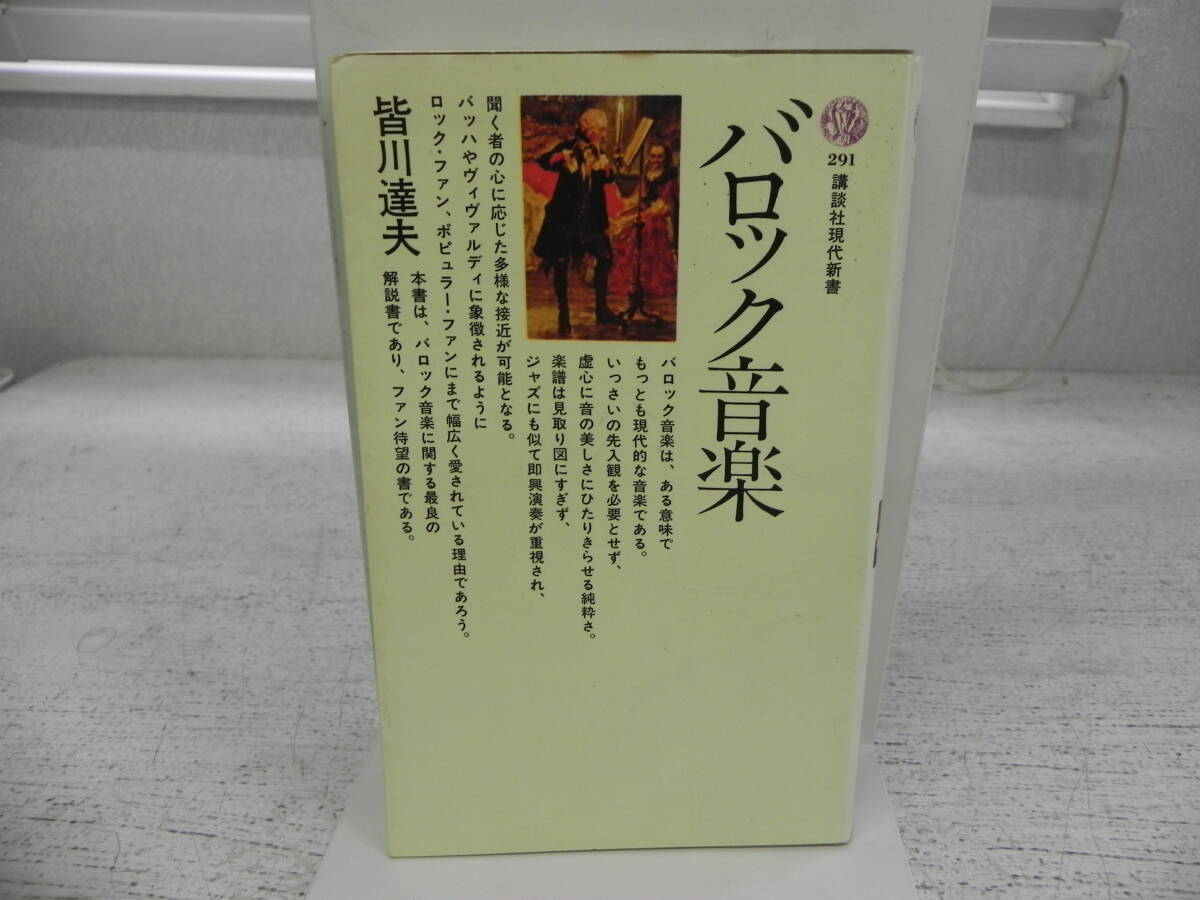 291
講談社現代新書
バロック音楽
バロック音楽は、ある意味で
もっとも現代的な音楽である。
いっさいの先入観を必要とせず、
虚心に音の美しさにひたりきらせる純粋さ。
楽譜は見取り図にすぎず、
ジャズにも似て即興演奏が重視され、
聞く者の心に応じた多様な接近が可能となる。
バッハやヴィヴァルディに象徴されるように
ロック・ファン、ポピュラー・ファンにまで幅広く愛されている理由であろう。
本書は、バロック音楽に関する最良の
解説書であり、ファン待望の書である。
皆川達夫